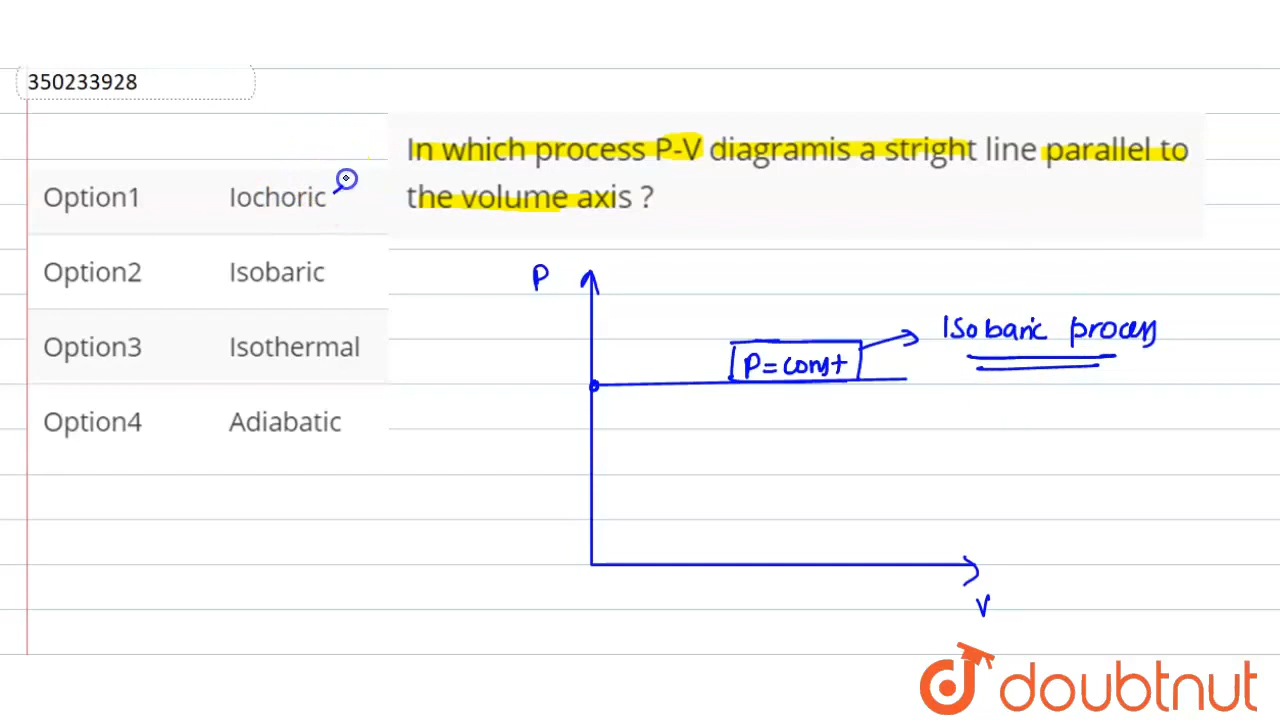 350233928
In which process P-V diagramis a stright line parallel to
the volume axis ?
Option1 Iochoric
Option2 Isobaric
Option3 Isothermal
Option4 Adiabatic
P
P = const
Isobaric process
V
doubtnut